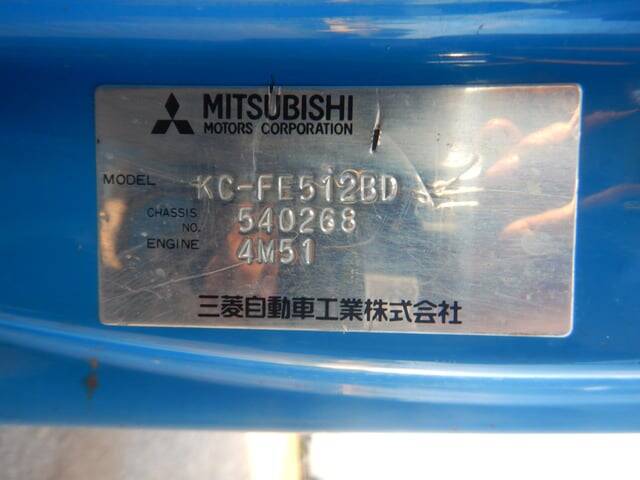 MITSUBISHI
MOTORS CORPORATION
MODEL KC-FE512BD
CHASSIS NO. 540268
ENGINE 4M51
三菱自動車工業株式会社